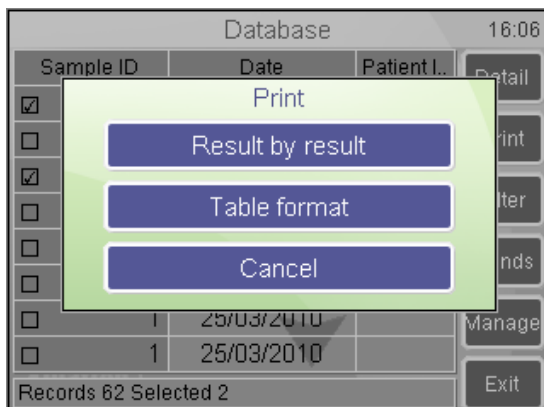 Database 16:06
Sample ID Date Patient I.. Detail
Print
Result by result
Table format
Cancel
1 25/03/2010 Manage
1 25/03/2010
Records 62 Selected 2 Exit